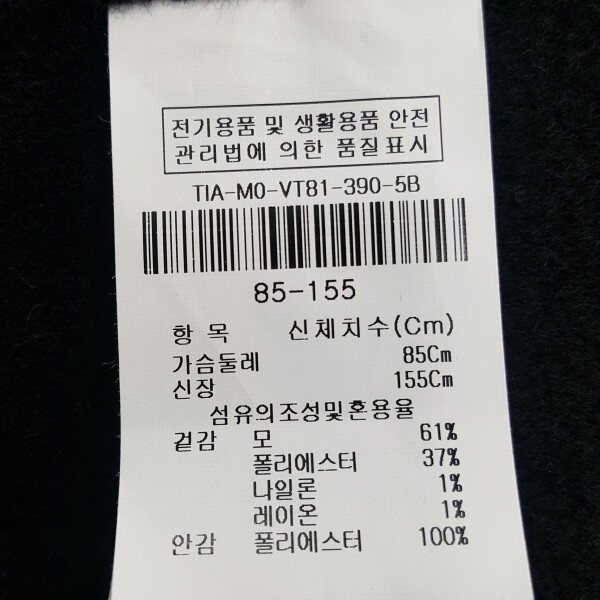 전기용품 및 생활용품 안전
관리법에 의한 품질표시
TIA-M0-VT81-390-5B
85-155
항 목 신체치수(Cm)
가슴둘레 85Cm
신장 155Cm
섬유의조성및혼용율
겉감 모 61%
폴리에스터 37%
나일론 1%
레이온 1%
안감 폴리에스터 100%